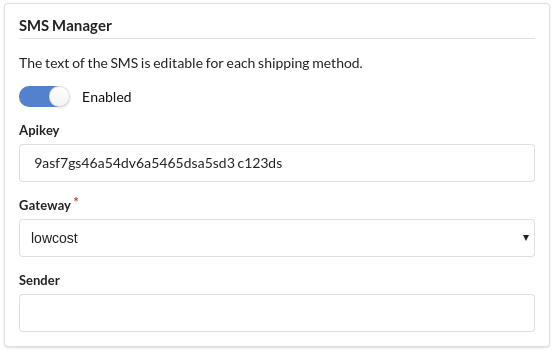 SMS Manager
The text of the SMS is editable for each shipping method.
Enabled
Apikey
9asf7gs46a54dv6a5465dsa5sd3 c123ds
Gateway *
lowcost
Sender